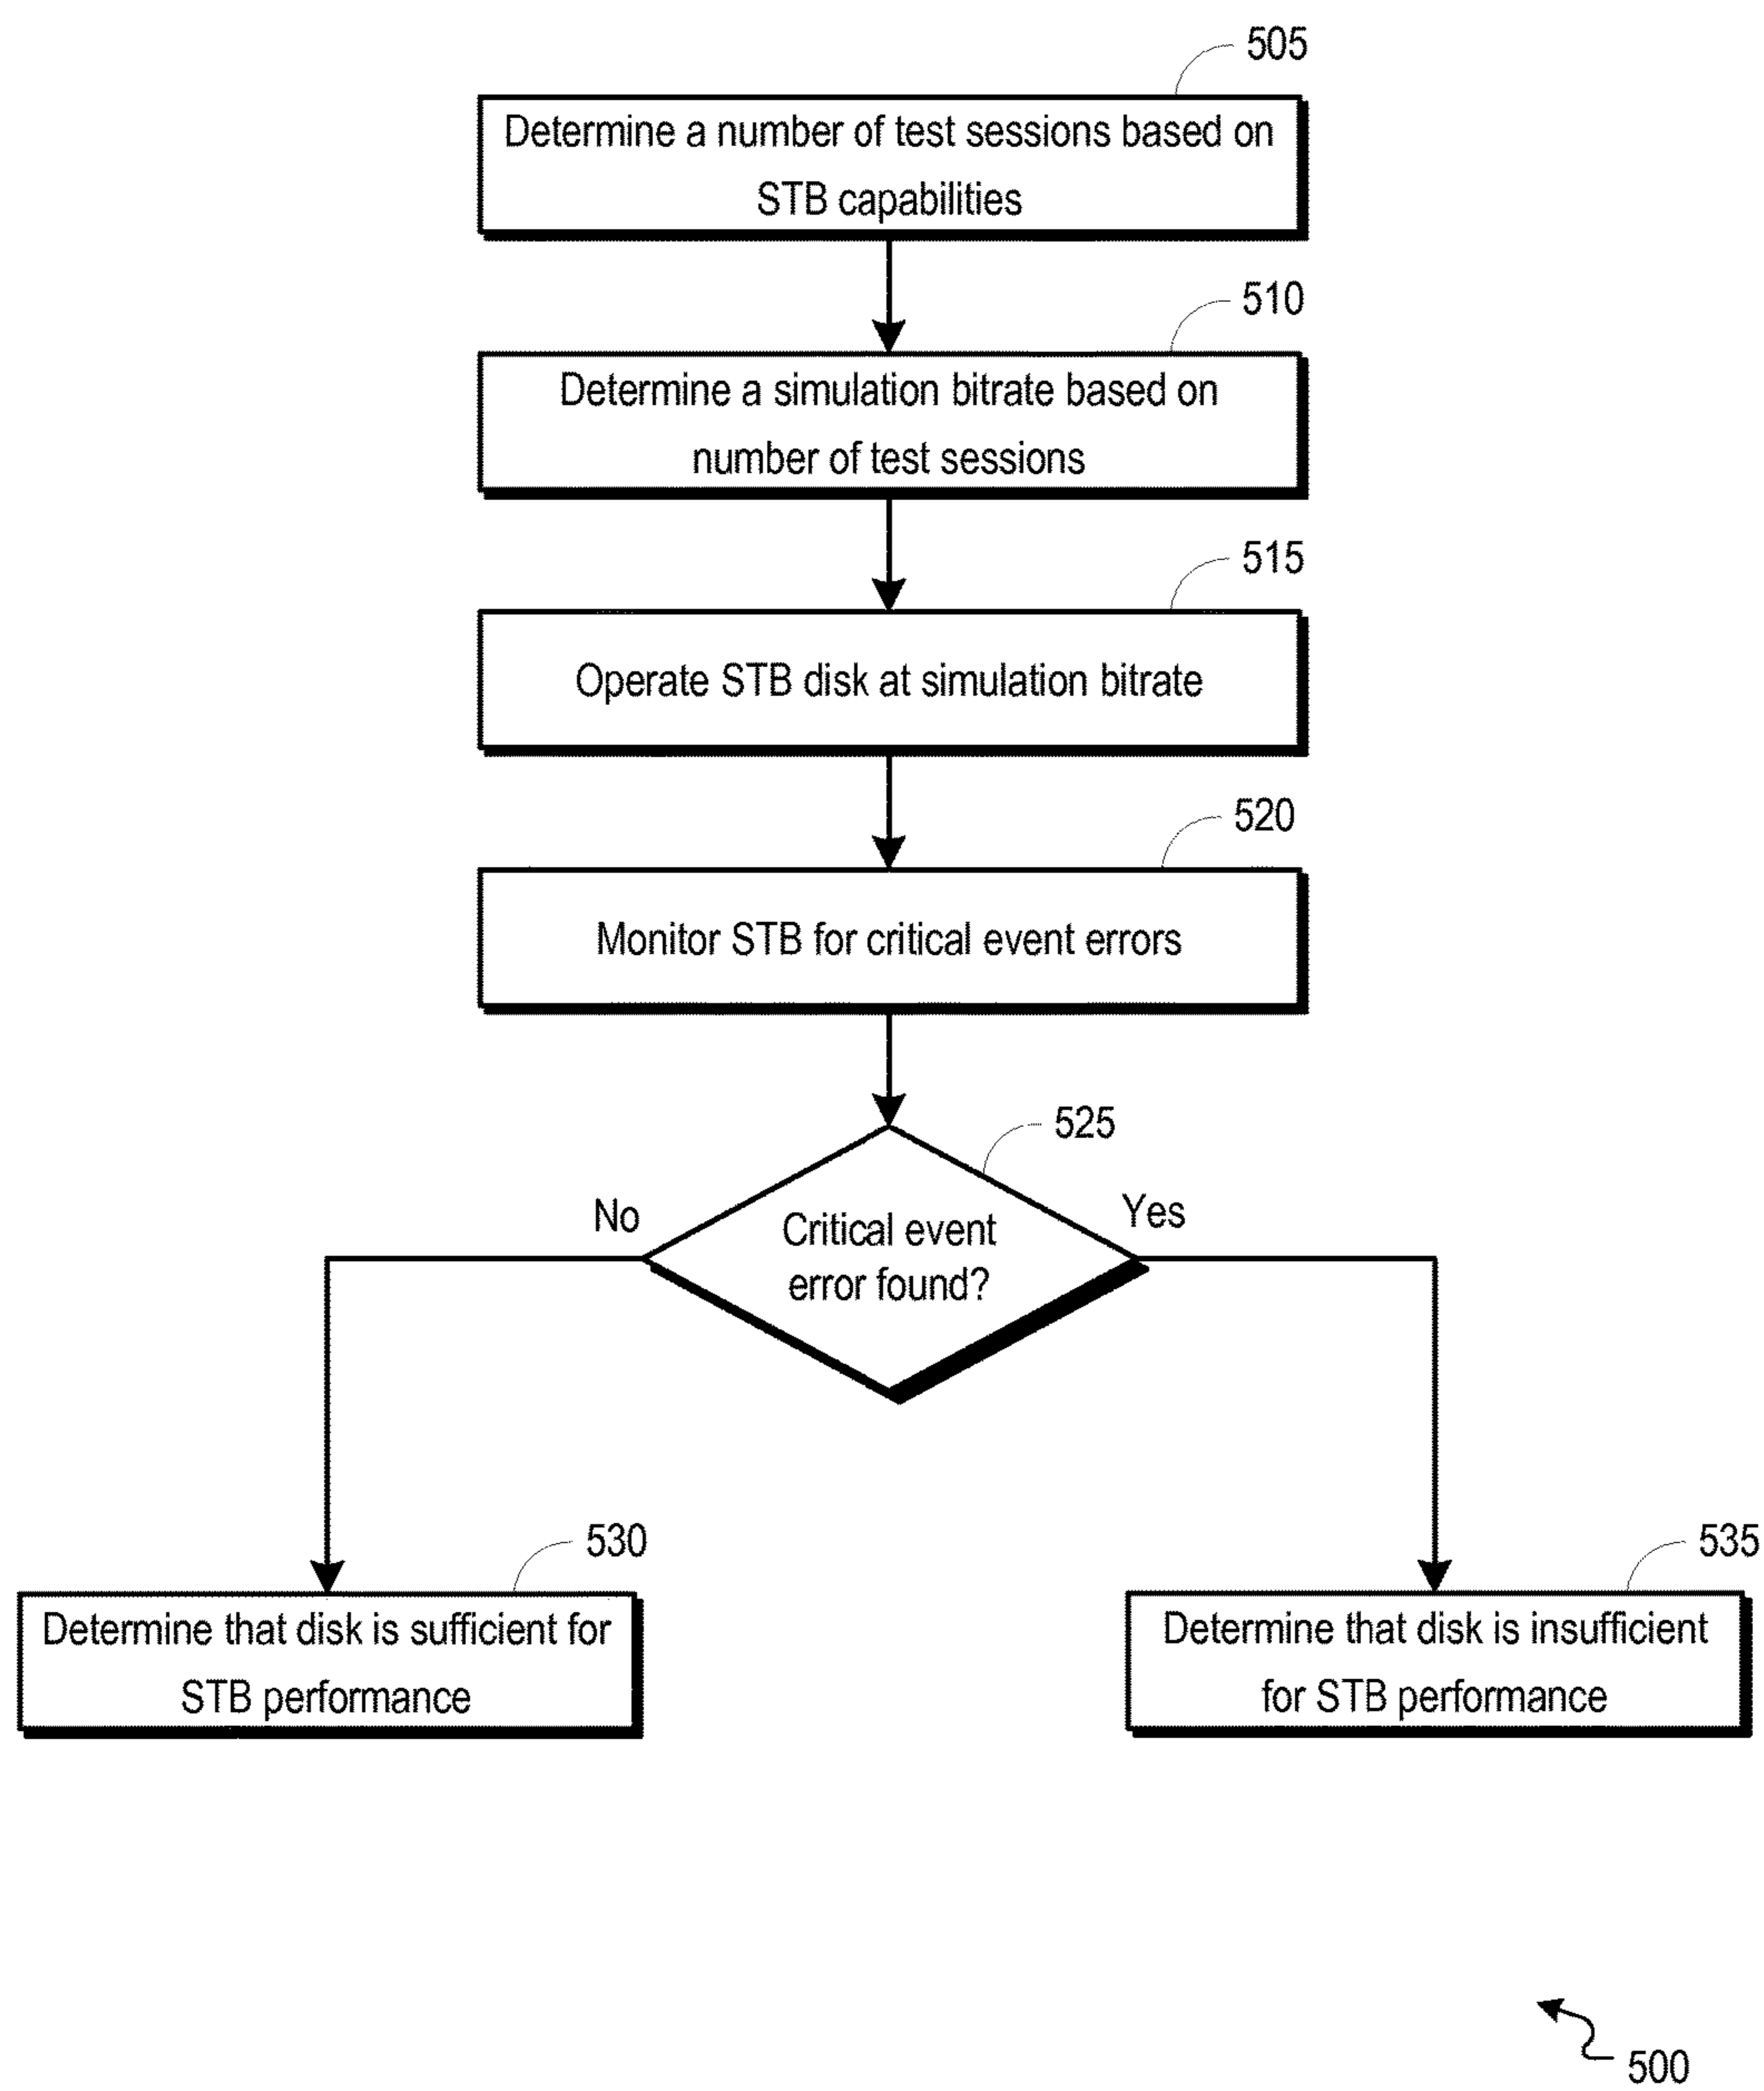 505
Determine a number of test sessions based on
STB capabilities
510
Determine a simulation bitrate based on
number of test sessions
515
Operate STB disk at simulation bitrate
520
Monitor STB for critical event errors
525
No
Yes
Critical event
error found?
530
535
Determine that disk is sufficient for
STB performance
Determine that disk is insufficient
for STB performance
500